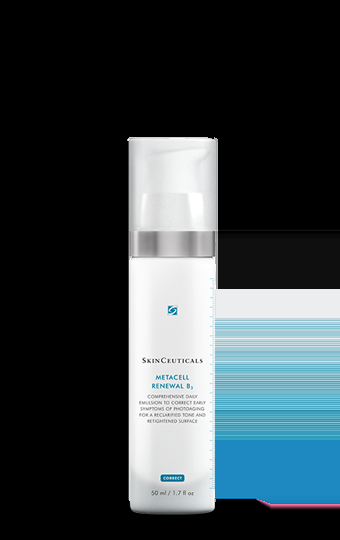 SKINCEUTICALS
METACELL
RENEWAL B₃
COMPREHENSIVE DAILY
EMULSION TO CORRECT EARLY
SYMPTOMS OF PHOTOAGING
FOR A RECLARIFIED TONE AND
RETIGHTENED SURFACE
CORRECT
50 ml / 1.7 fl oz